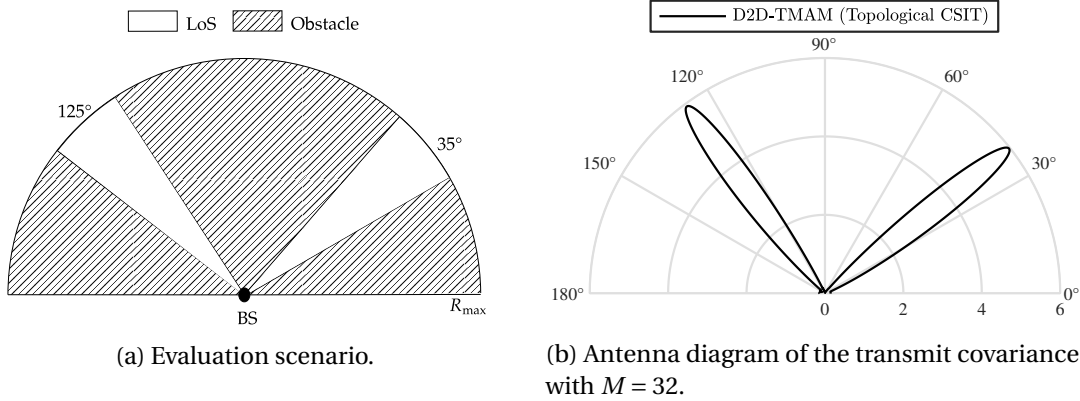 LoS Obstacle
125°
35°
BS
R_max
(a) Evaluation scenario.
D2D-TMAM (Topological CSIT)
90°
120° 60°
150° 30°
180° 0°
0 2 4 6
(b) Antenna diagram of the transmit covariance
with M = 32.